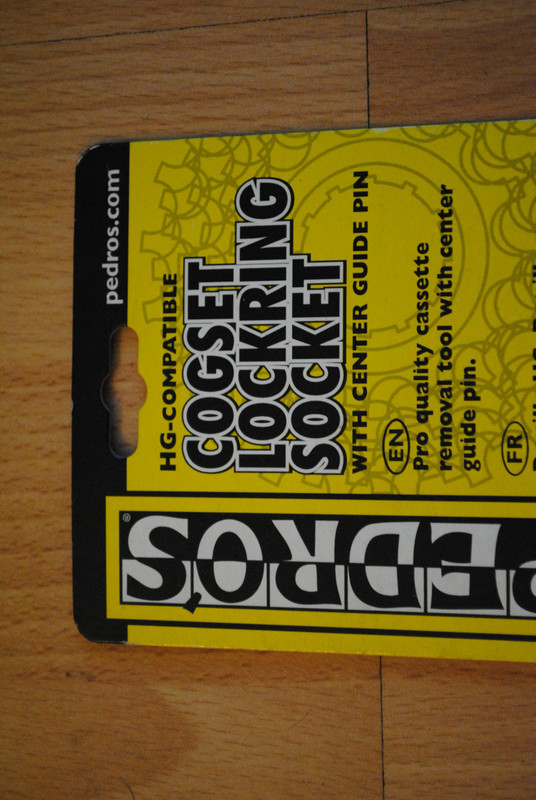 pedros.com
HG-COMPATIBLE
COGSET
LOCKRING
SOCKET
WITH CENTER GUIDE PIN
EN
Pro quality cassette
removal tool with center
guide pin.
FR
PEDRO'S®